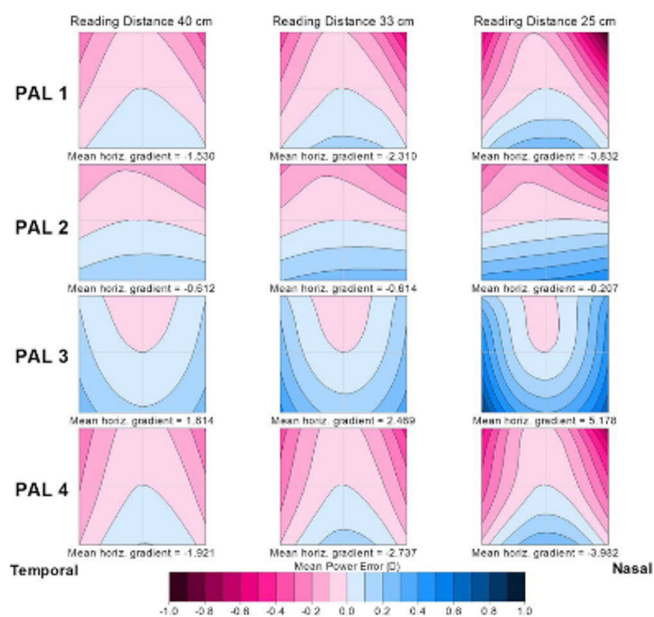 Reading Distance 40 cm Reading Distance 33 cm Reading Distance 25 cm
PAL 1
Mean horiz. gradient = -1.530 Mean horiz. gradient = -2.310 Mean horiz. gradient = -3.832
PAL 2
Mean horiz. gradient = -0.612 Mean horiz. gradient = -0.614 Mean horiz. gradient = -0.207
PAL 3
Mean horiz. gradient = 1.614 Mean horiz. gradient = 2.469 Mean horiz. gradient = 5.178
PAL 4
Mean horiz. gradient = -1.921 Mean horiz. gradient = -2.737 Mean horiz. gradient = -3.982
Temporal Mean Power Error (D) Nasal
-1.0 -0.8 -0.6 -0.4 -0.2 0.0 0.2 0.4 0.6 0.8 1.0